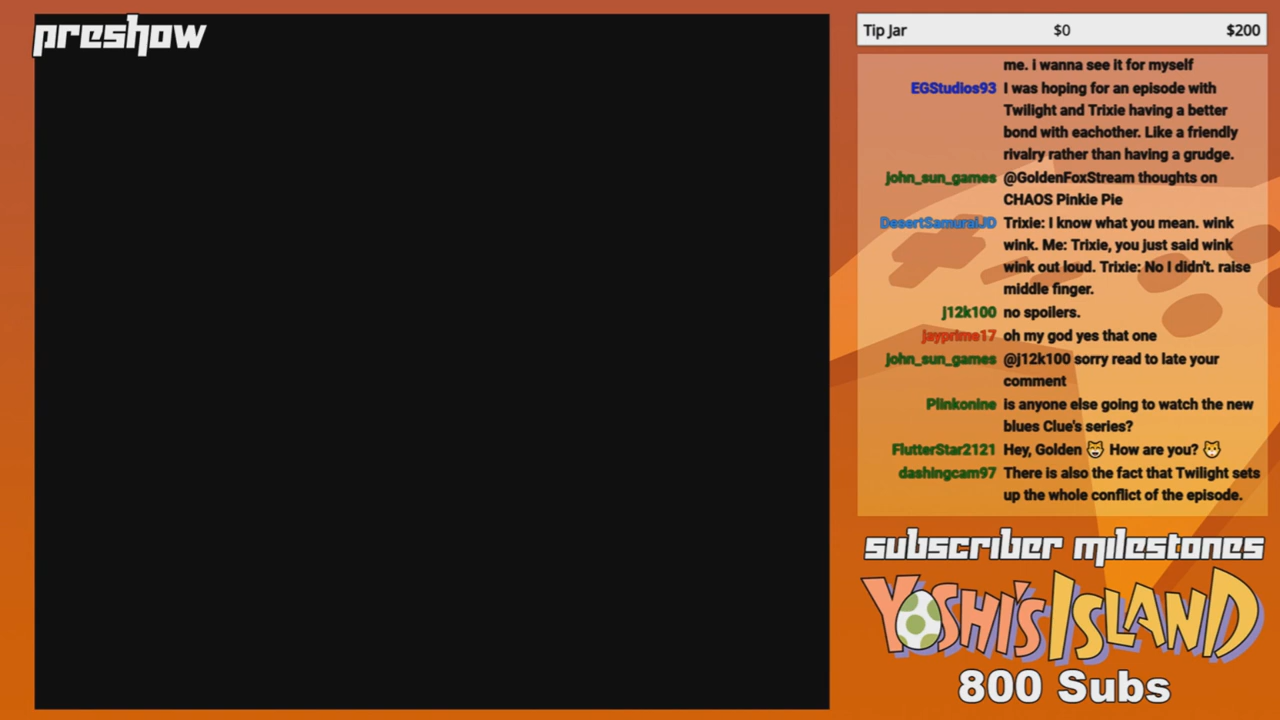 preshow
Tip Jar $0 $200
me. i wanna see it for myself
EGStudios93 I was hoping for an episode with
Twilight and Trixie having a better
bond with eachother. Like a friendly
rivalry rather than having a grudge.
john_sun_games @GoldenFoxStream thoughts on
CHAOS Pinkie Pie
DesertSamuraiJD Trixie: I know what you mean. wink
wink. Me: Trixie, you just said wink
wink out loud. Trixie: No I didn't. raise
middle finger.
j12k100 no spoilers.
jayprime17 oh my god yes that one
john_sun_games @j12k100 sorry read to late your
comment
Plinkonine is anyone else going to watch the new
blues Clue's series?
FlutterStar2121 Hey, Golden 😸 How are you? 🐱
dashingcam97 There is also the fact that Twilight sets
up the whole conflict of the episode.
subscriber milestones
YOSHI'S ISLAND
800 Subs